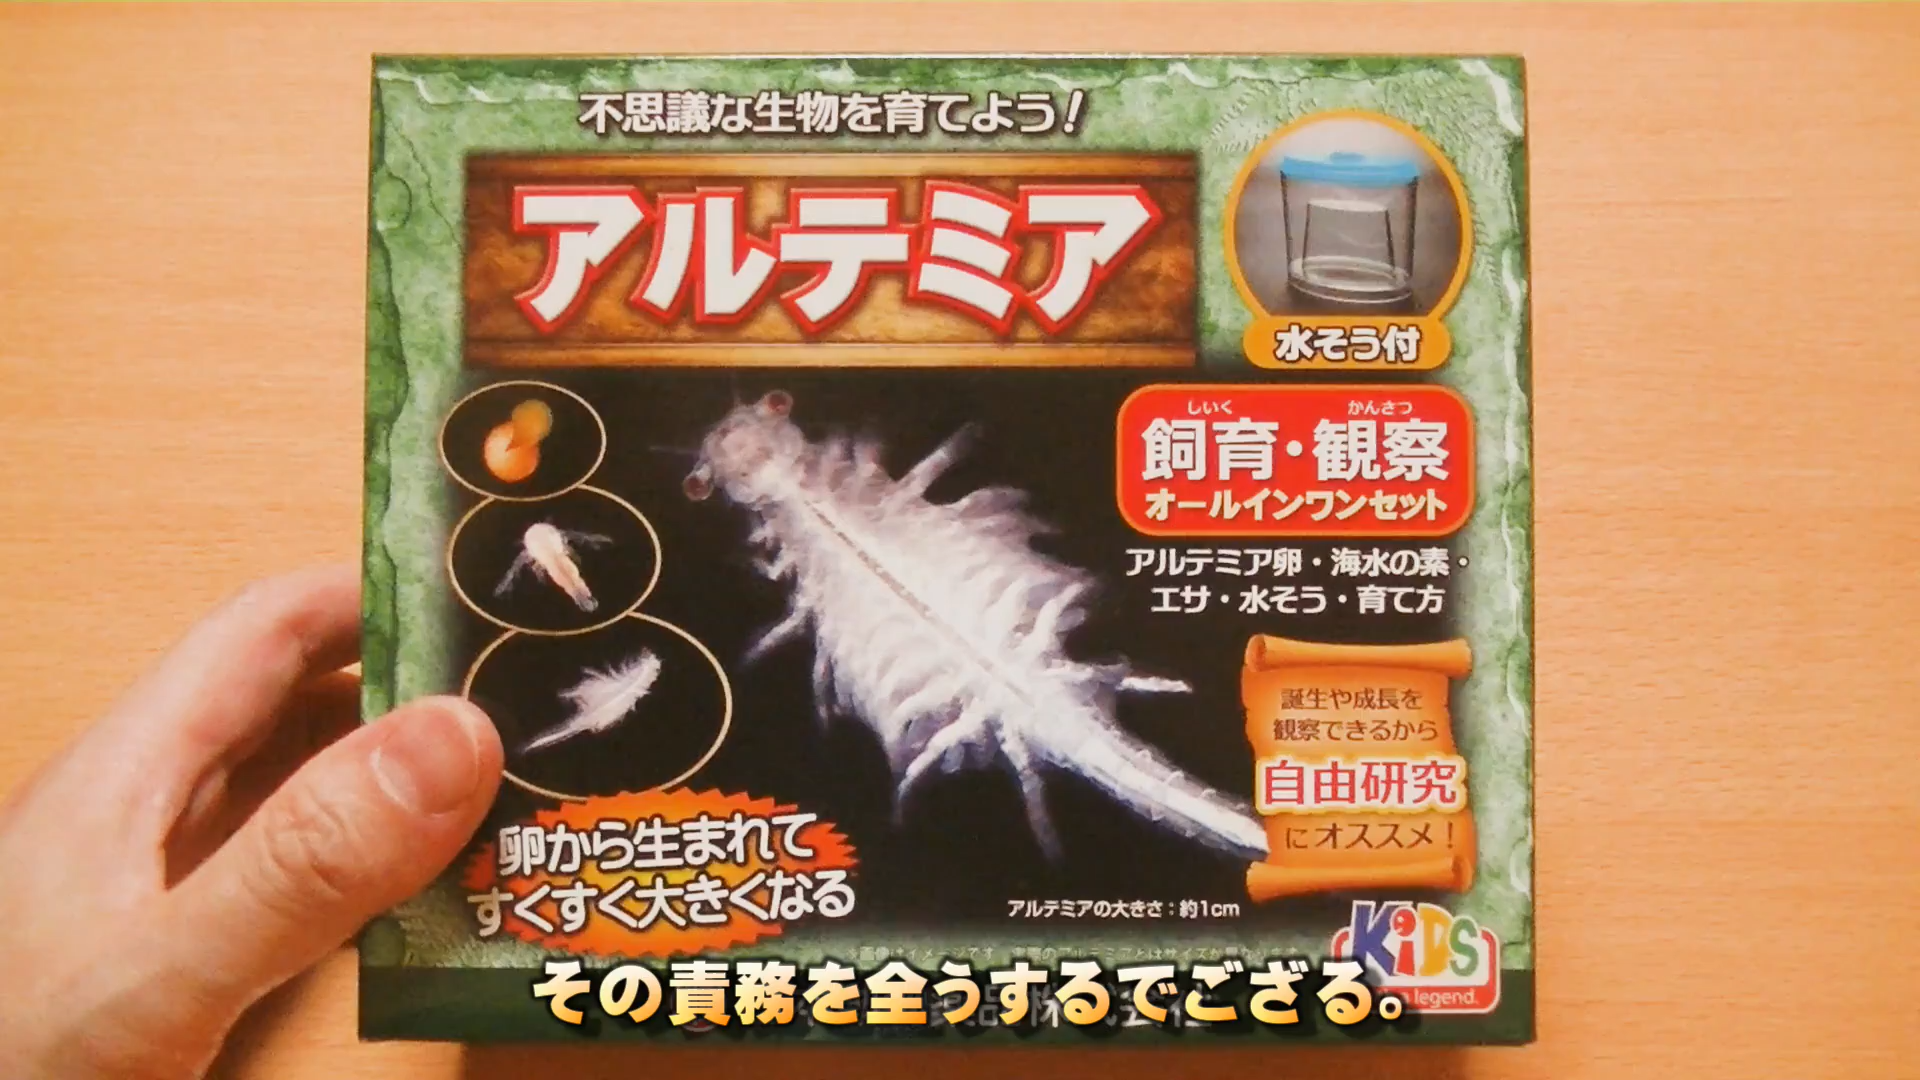 不思議な生物を育てよう!
アルテミア
水そう付
しいく かんさつ
飼育・観察
オールインワンセット
アルテミア卵・海水の素・
エサ・水そう・育て方
誕生や成長を
観察できるから
自由研究
にオススメ!
卵から生まれて
すくすく大きくなる
アルテミアの大きさ:約1cm
KiDS
legend.
その責務を全うするでござる。